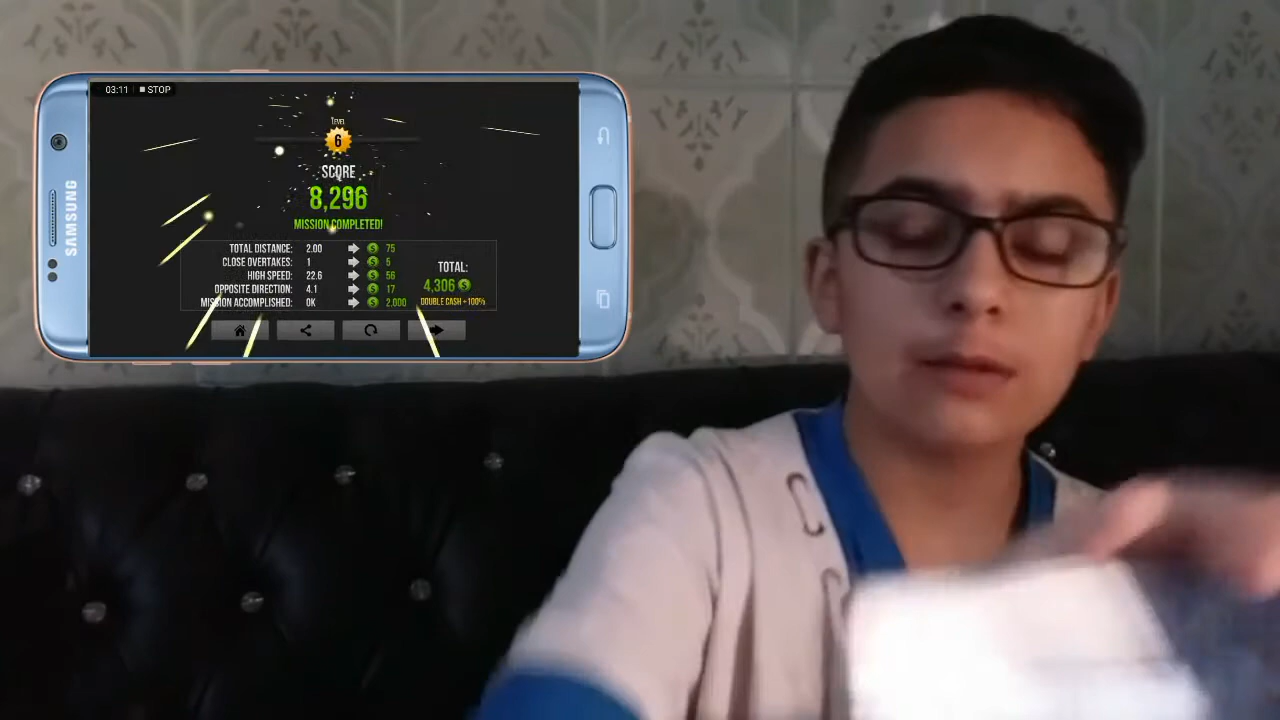 03:11 STOP
SAMSUNG
LEVEL
6
SCORE
8,296
MISSION COMPLETED!
TOTAL DISTANCE: 2.00 75
CLOSE OVERTAKES: 1 5
HIGH SPEED: 22.6 56
OPPOSITE DIRECTION: 4.1 17
MISSION ACCOMPLISHED: OK 2,000
TOTAL:
4,306 $
DOUBLE CASH +100%